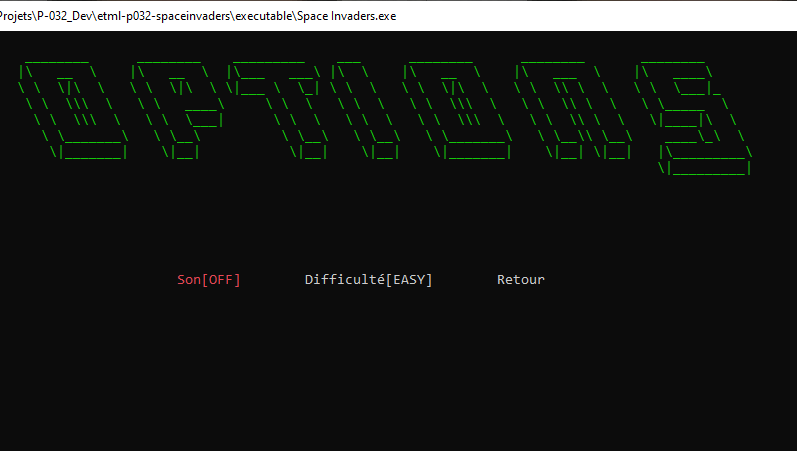 Projets\P-032_Dev\etml-p032-spaceinvaders\executable\Space Invaders.exe
OPTIONS
Son[OFF] Difficulté[EASY] Retour